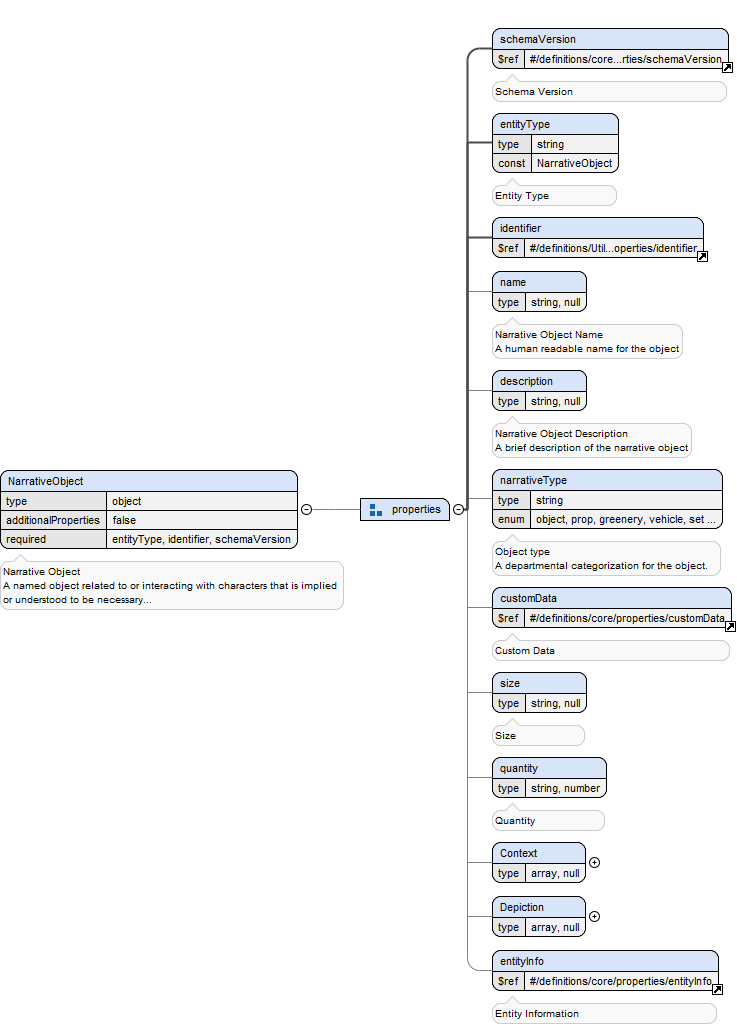 schemaVersion
$ref #/definitions/core...rties/schemaVersion
Schema Version
entityType
type string
const NarrativeObject
Entity Type
identifier
$ref #/definitions/Util...operties/identifier
name
type string, null
Narrative Object Name
A human readable name for the object
description
type string, null
Narrative Object Description
A brief description of the narrative object
NarrativeObject
type object
additionalProperties false
required entityType, identifier, schemaVersion
Narrative Object
A named object related to or interacting with characters that is implied
or understood to be necessary...
properties
narrativeType
type string
enum object, prop, greenery, vehicle, set ...
Object type
A departmental categorization for the object.
customData
$ref #/definitions/core/properties/customData
Custom Data
size
type string, null
Size
quantity
type string, number
Quantity
Context
type array, null
Depiction
type array, null
entityInfo
$ref #/definitions/core/properties/entityInfo
Entity Information